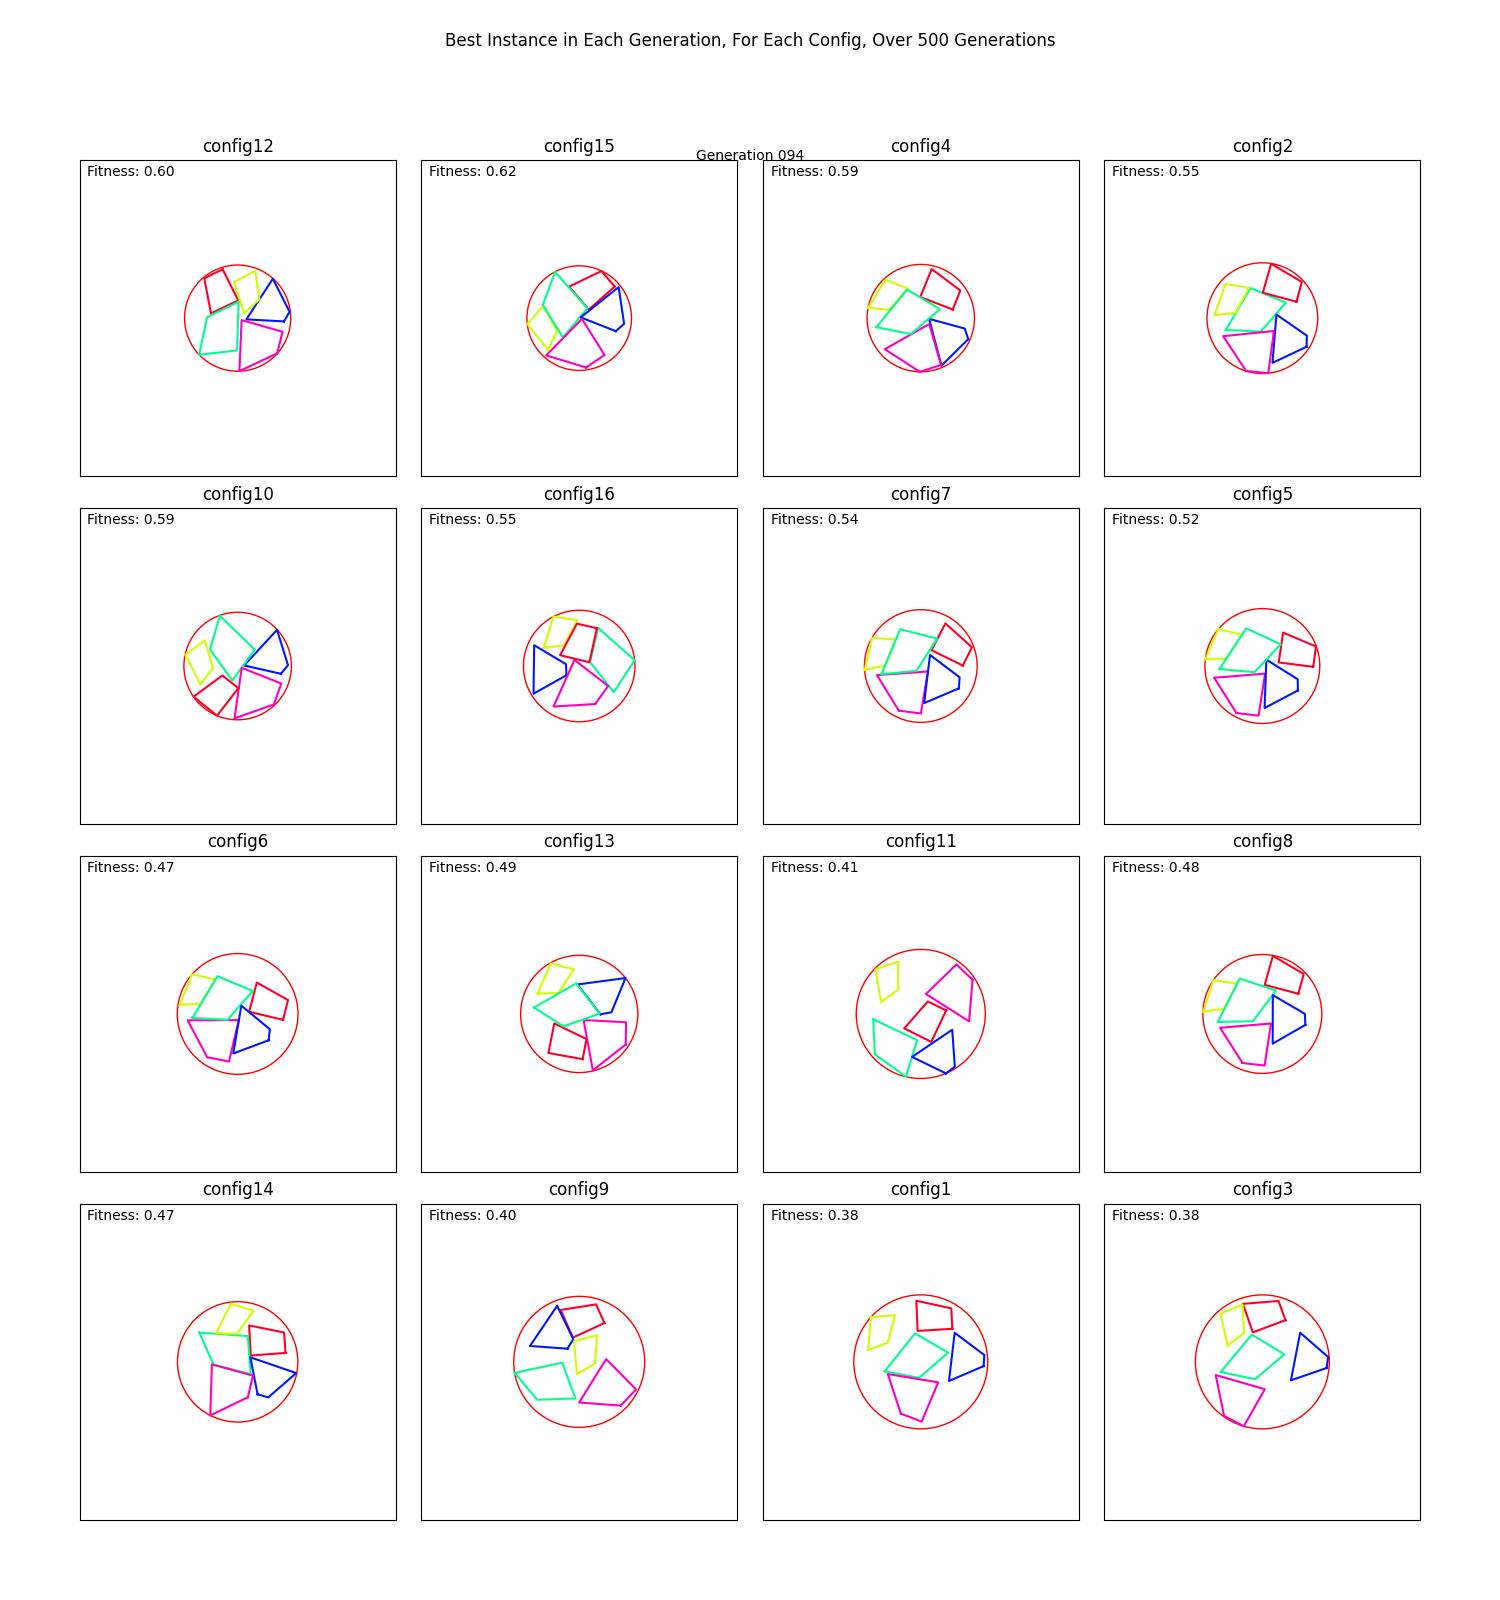 Best Instance in Each Generation, For Each Config, Over 500 Generations
Generation 094
config12
config15
config4
config2
Fitness: 0.60
Fitness: 0.62
Fitness: 0.59
Fitness: 0.55
config10
config16
config7
config5
Fitness: 0.59
Fitness: 0.55
Fitness: 0.54
Fitness: 0.52
config6
config13
config11
config8
Fitness: 0.47
Fitness: 0.49
Fitness: 0.41
Fitness: 0.48
config14
config9
config1
config3
Fitness: 0.47
Fitness: 0.40
Fitness: 0.38
Fitness: 0.38